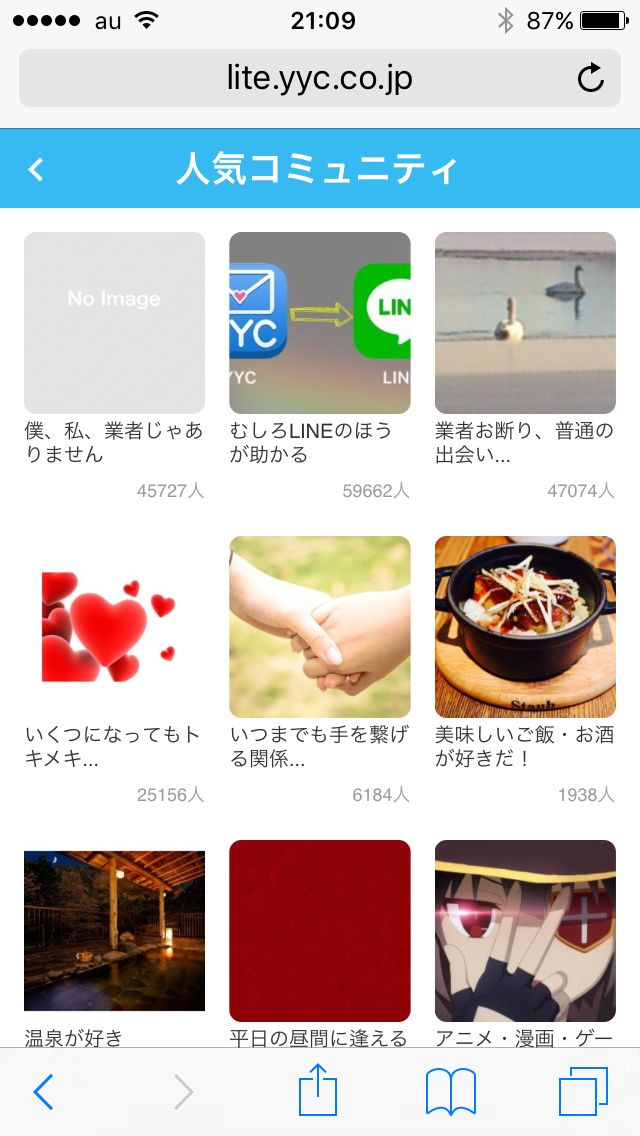 au
21:09
87%
lite.yyc.co.jp
人気コミュニティ
No Image
YYC
YYC
LIN
LIN
僕、私、業者じゃあ
りません
45727人
むしろLINEのほう
が助かる
59662人
業者お断り、普通の
出会い...
47074人
Staub
いくつになってもト
キメキ...
25156人
いつまでも手を繋げ
る関係...
6184人
美味しいご飯・お酒
が好きだ！
1938人
温泉が好き
平日の昼間に逢える
アニメ・漫画・ゲー